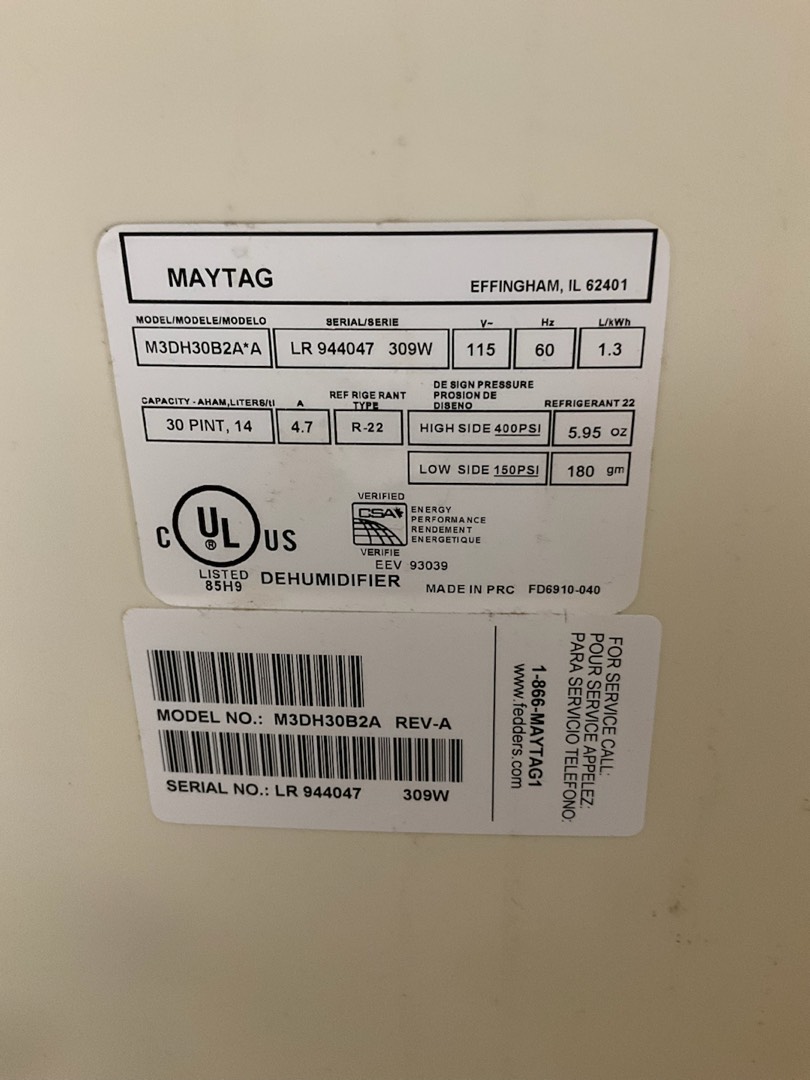 MAYTAG EFFINGHAM, IL 62401
MODEL/MODELE/MODELO SERIAL/SERIE V~ Hz L/kWh
M3DH30B2A*A LR 944047 309W 115 60 1.3
CAPACITY - AHAM,LITERS/ A REF RIGE RANT TYPE DE SIGN PRESSURE PROSION DE DISENO REFRIGERANT 22
30 PINT, 14 4.7 R-22 HIGH SIDE 400PSI 5.95 oz
LOW SIDE 150PSI 180 gm
C UL ® US
LISTED
85H9
DEHUMIDIFIER
VERIFIED
CSA
VERIFIE
ENERGY
PERFORMANCE
RENDEMENT
ENERGETIQUE
EEV 93039
MADE IN PRC FD6910-040
MODEL NO.: M3DH30B2A REV-A
SERIAL NO.: LR 944047 309W
FOR SERVICE CALL:
POUR SERVICE APPELEZ:
PARA SERVICIO TELEFONO:
1-866-MAYTAG1
www.fedders.com